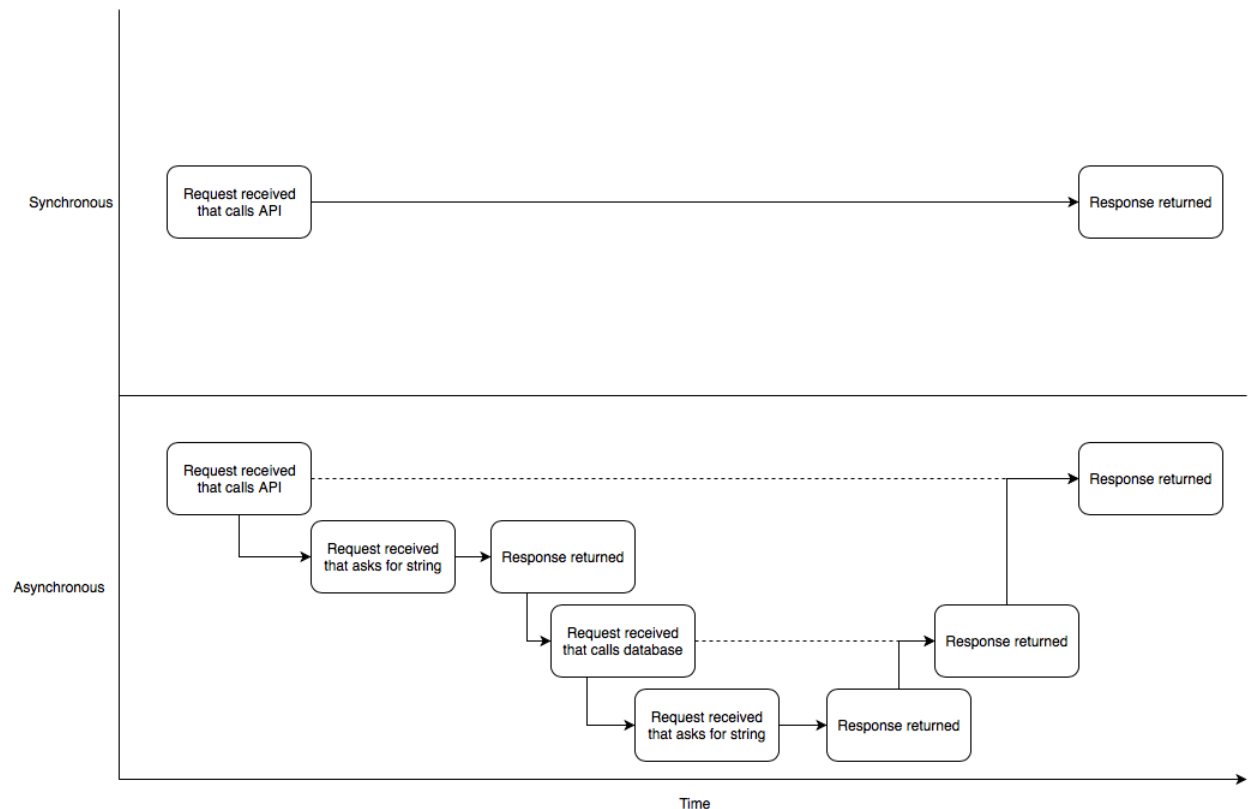 Synchronous
Request received
that calls API
Response returned
Asynchronous
Request received
that calls API
Response returned
Request received
that asks for string
Response returned
Request received
that calls database
Response returned
Request received
that asks for string
Response returned
Time